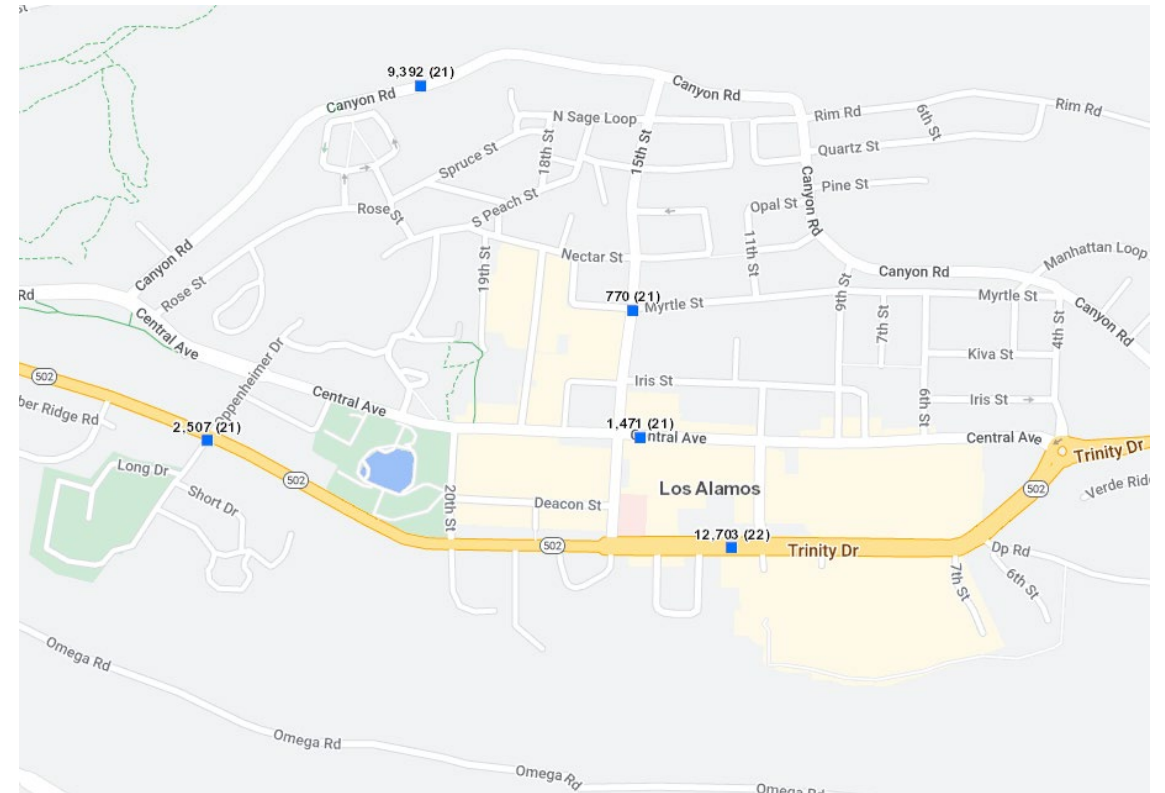 St
9,392 (21)
Canyon Rd
Canyon Rd
Rim Rd
Rim Rd
6th St
N Sage Loop
18th St
15th St
Quartz St
Spruce St
Pine St
Canyon Rd
Rose St
S Peach St
Opal St
11th St
Nectar St
19th St
Canyon Rd
Manhattan Loop
Canyon Rd
Rose St
Rd
770 (21)
Myrtle St
Myrtle St
9th St
7th St
4th St
Canyon Rd
Central Ave
Oppenheimer Dr
Kiva St
502
Iris St
6th St
Iris St
Central Ave
ber Ridge Rd
2,507 (21)
1,471 (21)
Central Ave
Central Ave
Trinity Dr
Long Dr
502
Short Dr
20th St
Deacon St
Los Alamos
502
Verde Ridg
12,703 (22)
502
Trinity Dr
Dp Rd
7th St
6th St
Omega Rd
Omega Rd
Omega Rd
Omega Rd